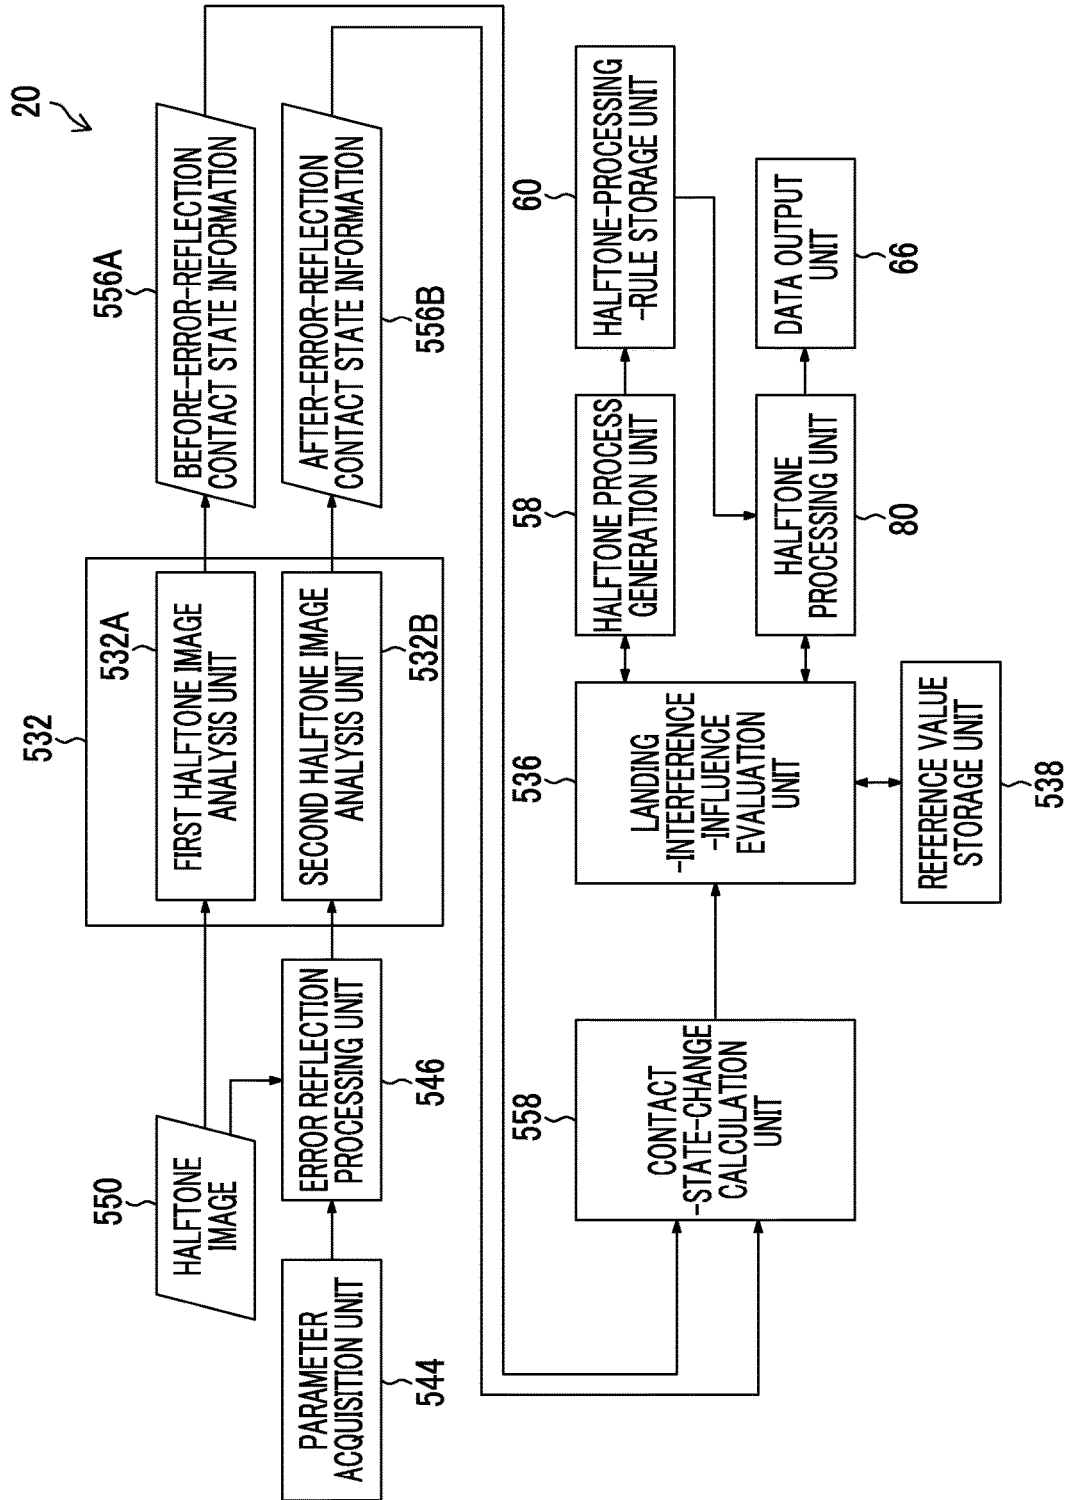 20
550
HALFTONE
IMAGE
PARAMETER
ACQUISITION UNIT
544
ERROR REFLECTION
PROCESSING UNIT
546
532
532A
FIRST HALFTONE IMAGE
ANALYSIS UNIT
SECOND HALFTONE IMAGE
ANALYSIS UNIT
532B
556A
BEFORE-ERROR-REFLECTION
CONTACT STATE INFORMATION
AFTER-ERROR-REFLECTION
CONTACT STATE INFORMATION
556B
558
CONTACT
-STATE-CHANGE
CALCULATION
UNIT
536
LANDING
-INTERFERENCE
-INFLUENCE
EVALUATION
UNIT
REFERENCE VALUE
STORAGE UNIT
538
58
HALFTONE PROCESS
GENERATION UNIT
HALFTONE
PROCESSING UNIT
80
60
HALFTONE-PROCESSING
-RULE STORAGE UNIT
DATA OUTPUT
UNIT
66